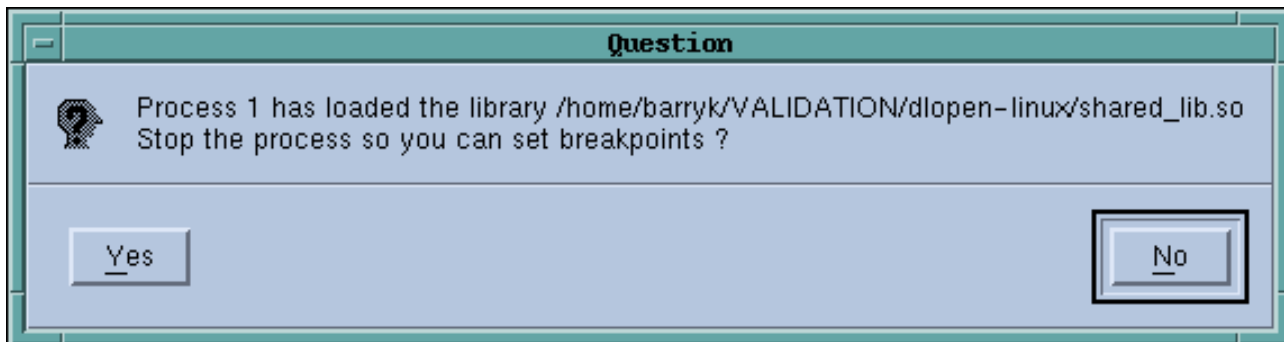 Question
Process 1 has loaded the library /home/barryk/VALIDATION/dlopen-linux/shared_lib.so
Stop the process so you can set breakpoints ?
Yes
No